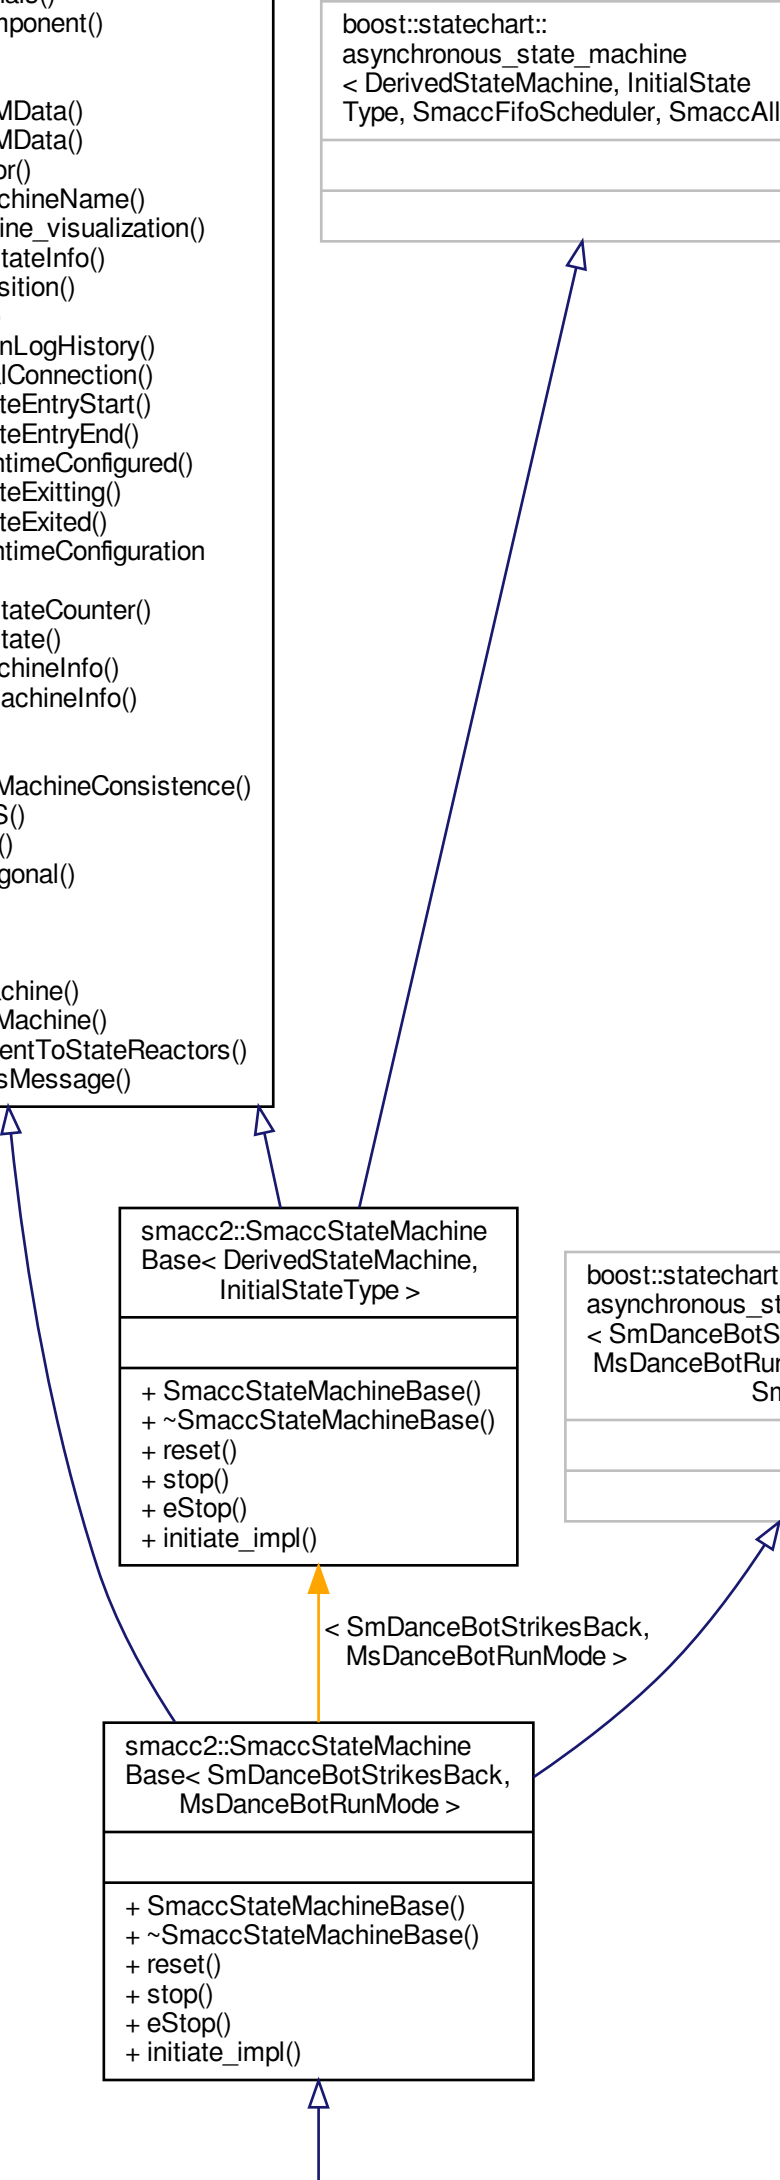 mponent()
MData()
MData()
or()
chineName()
ine_visualization()
tateInfo()
sition()
nLogHistory()
lConnection()
teEntryStart()
teEntryEnd()
ntimeConfigured()
teExitting()
teExited()
ntimeConfiguration
tateCounter()
tate()
chineInfo()
achineInfo()
MachineConsistence()
S()
()
gonal()
chine()
Machine()
entToStateReactors()
sMessage()
boost::statechart::
asynchronous_state_machine
< DerivedStateMachine, InitialState
Type, SmaccFifoScheduler, SmaccAll
smacc2::SmaccStateMachine
Base< DerivedStateMachine,
InitialStateType >
+ SmaccStateMachineBase()
+ ~SmaccStateMachineBase()
+ reset()
+ stop()
+ eStop()
+ initiate_impl()
boost::statechart
asynchronous_st
< SmDanceBotS
MsDanceBotRun
Sm
< SmDanceBotStrikesBack,
MsDanceBotRunMode >
smacc2::SmaccStateMachine
Base< SmDanceBotStrikesBack,
MsDanceBotRunMode >
+ SmaccStateMachineBase()
+ ~SmaccStateMachineBase()
+ reset()
+ stop()
+ eStop()
+ initiate_impl()